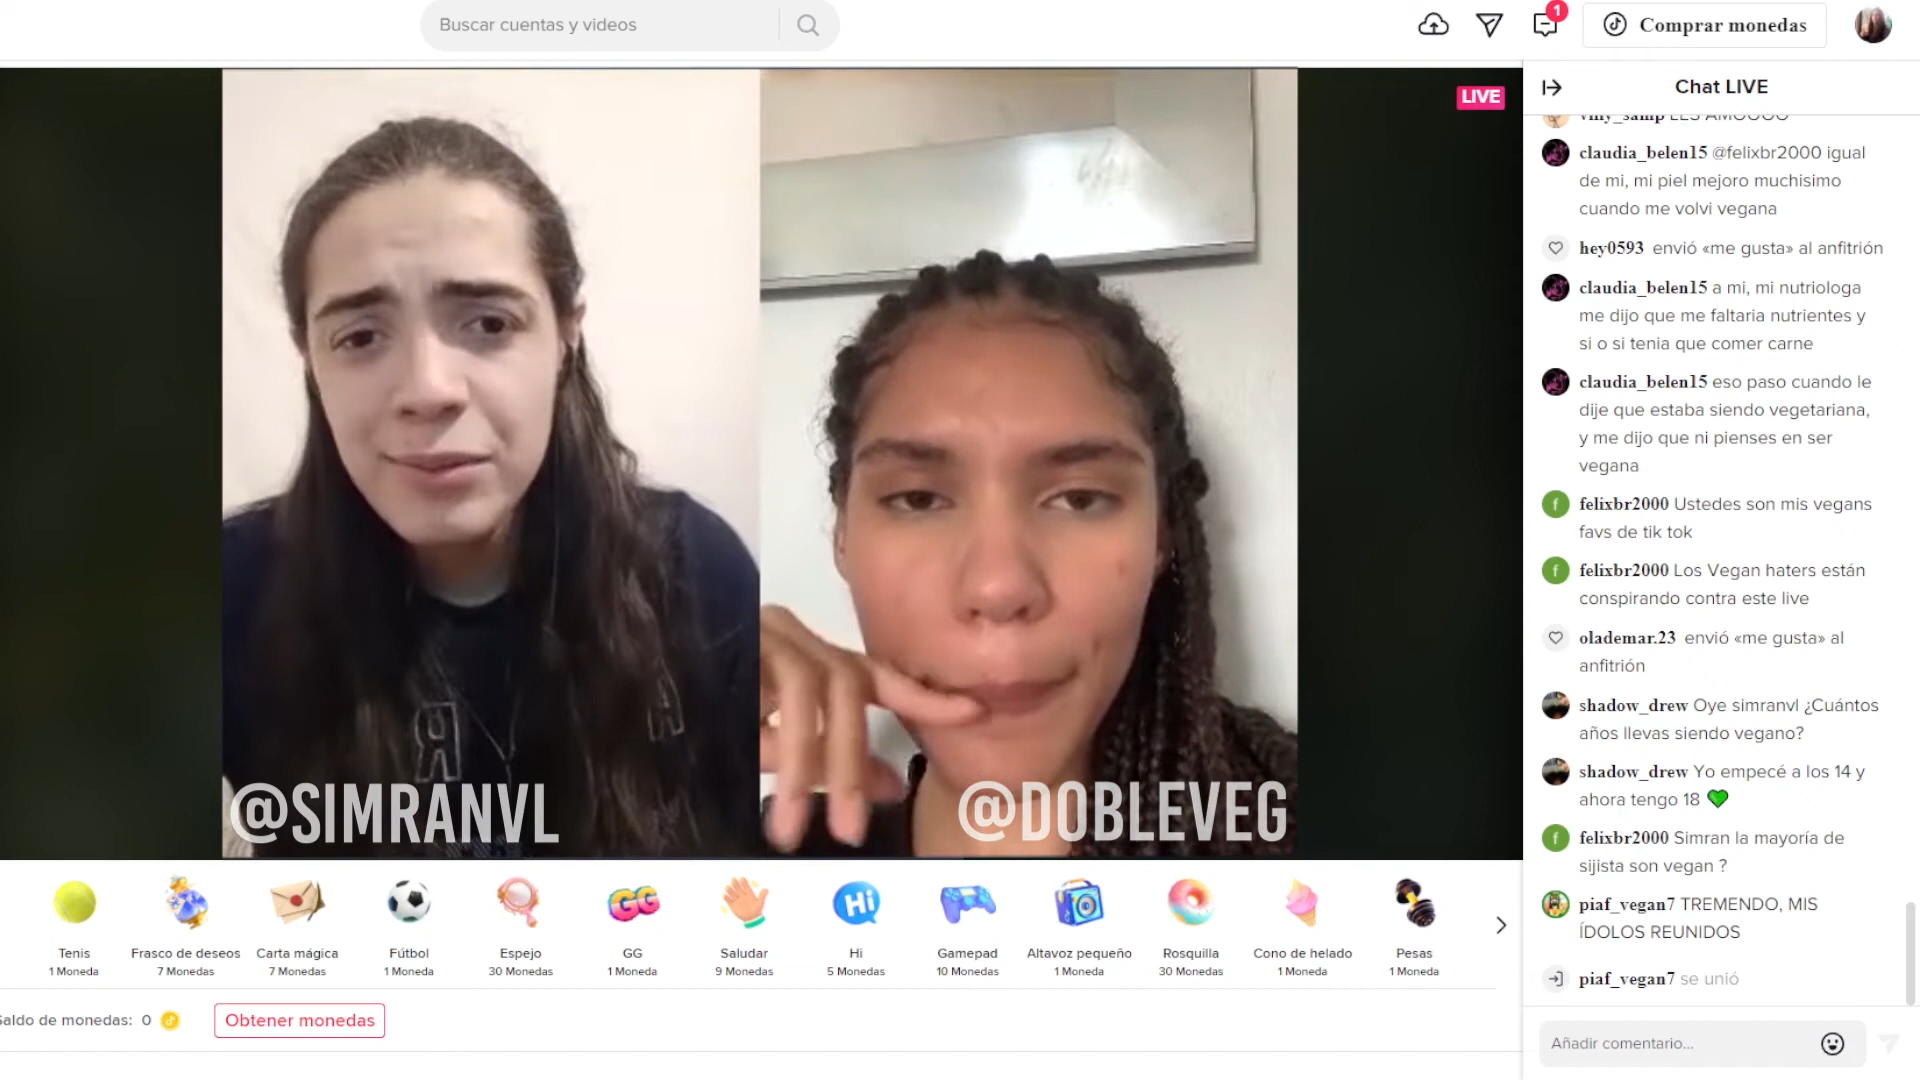 Buscar cuentas y videos
1
Comprar monedas
LIVE
@SIMRANVL
@DOBLEVEG
Chat LIVE
viny_samp LES AMOOOO
claudia_belen15 @felixbr2000 igual
de mi, mi piel mejoro muchisimo
cuando me volvi vegana
hey0593 envió «me gusta» al anfitrión
claudia_belen15 a mi, mi nutriologa
me dijo que me faltaria nutrientes y
si o si tenia que comer carne
claudia_belen15 eso paso cuando le
dije que estaba siendo vegetariana,
y me dijo que ni pienses en ser
vegana
f felixbr2000 Ustedes son mis vegans
favs de tik tok
f felixbr2000 Los Vegan haters están
conspirando contra este live
olademar.23 envió «me gusta» al
anfitrión
shadow_drew Oye simranvl ¿Cuántos
años llevas siendo vegano?
shadow_drew Yo empecé a los 14 y
ahora tengo 18 💚
f felixbr2000 Simran la mayoría de
sijista son vegan ?
piaf_vegan7 TREMENDO, MIS
ÍDOLOS REUNIDOS
piaf_vegan7 se unió
Añadir comentario...
GG
Hi
Tenis
1 Moneda
Frasco de deseos
7 Monedas
Carta mágica
7 Monedas
Fútbol
1 Moneda
Espejo
30 Monedas
GG
1 Moneda
Saludar
9 Monedas
Hi
5 Monedas
Gamepad
10 Monedas
Altavoz pequeño
1 Moneda
Rosquilla
30 Monedas
Cono de helado
1 Moneda
Pesas
1 Moneda
Saldo de monedas: 0
Obtener monedas